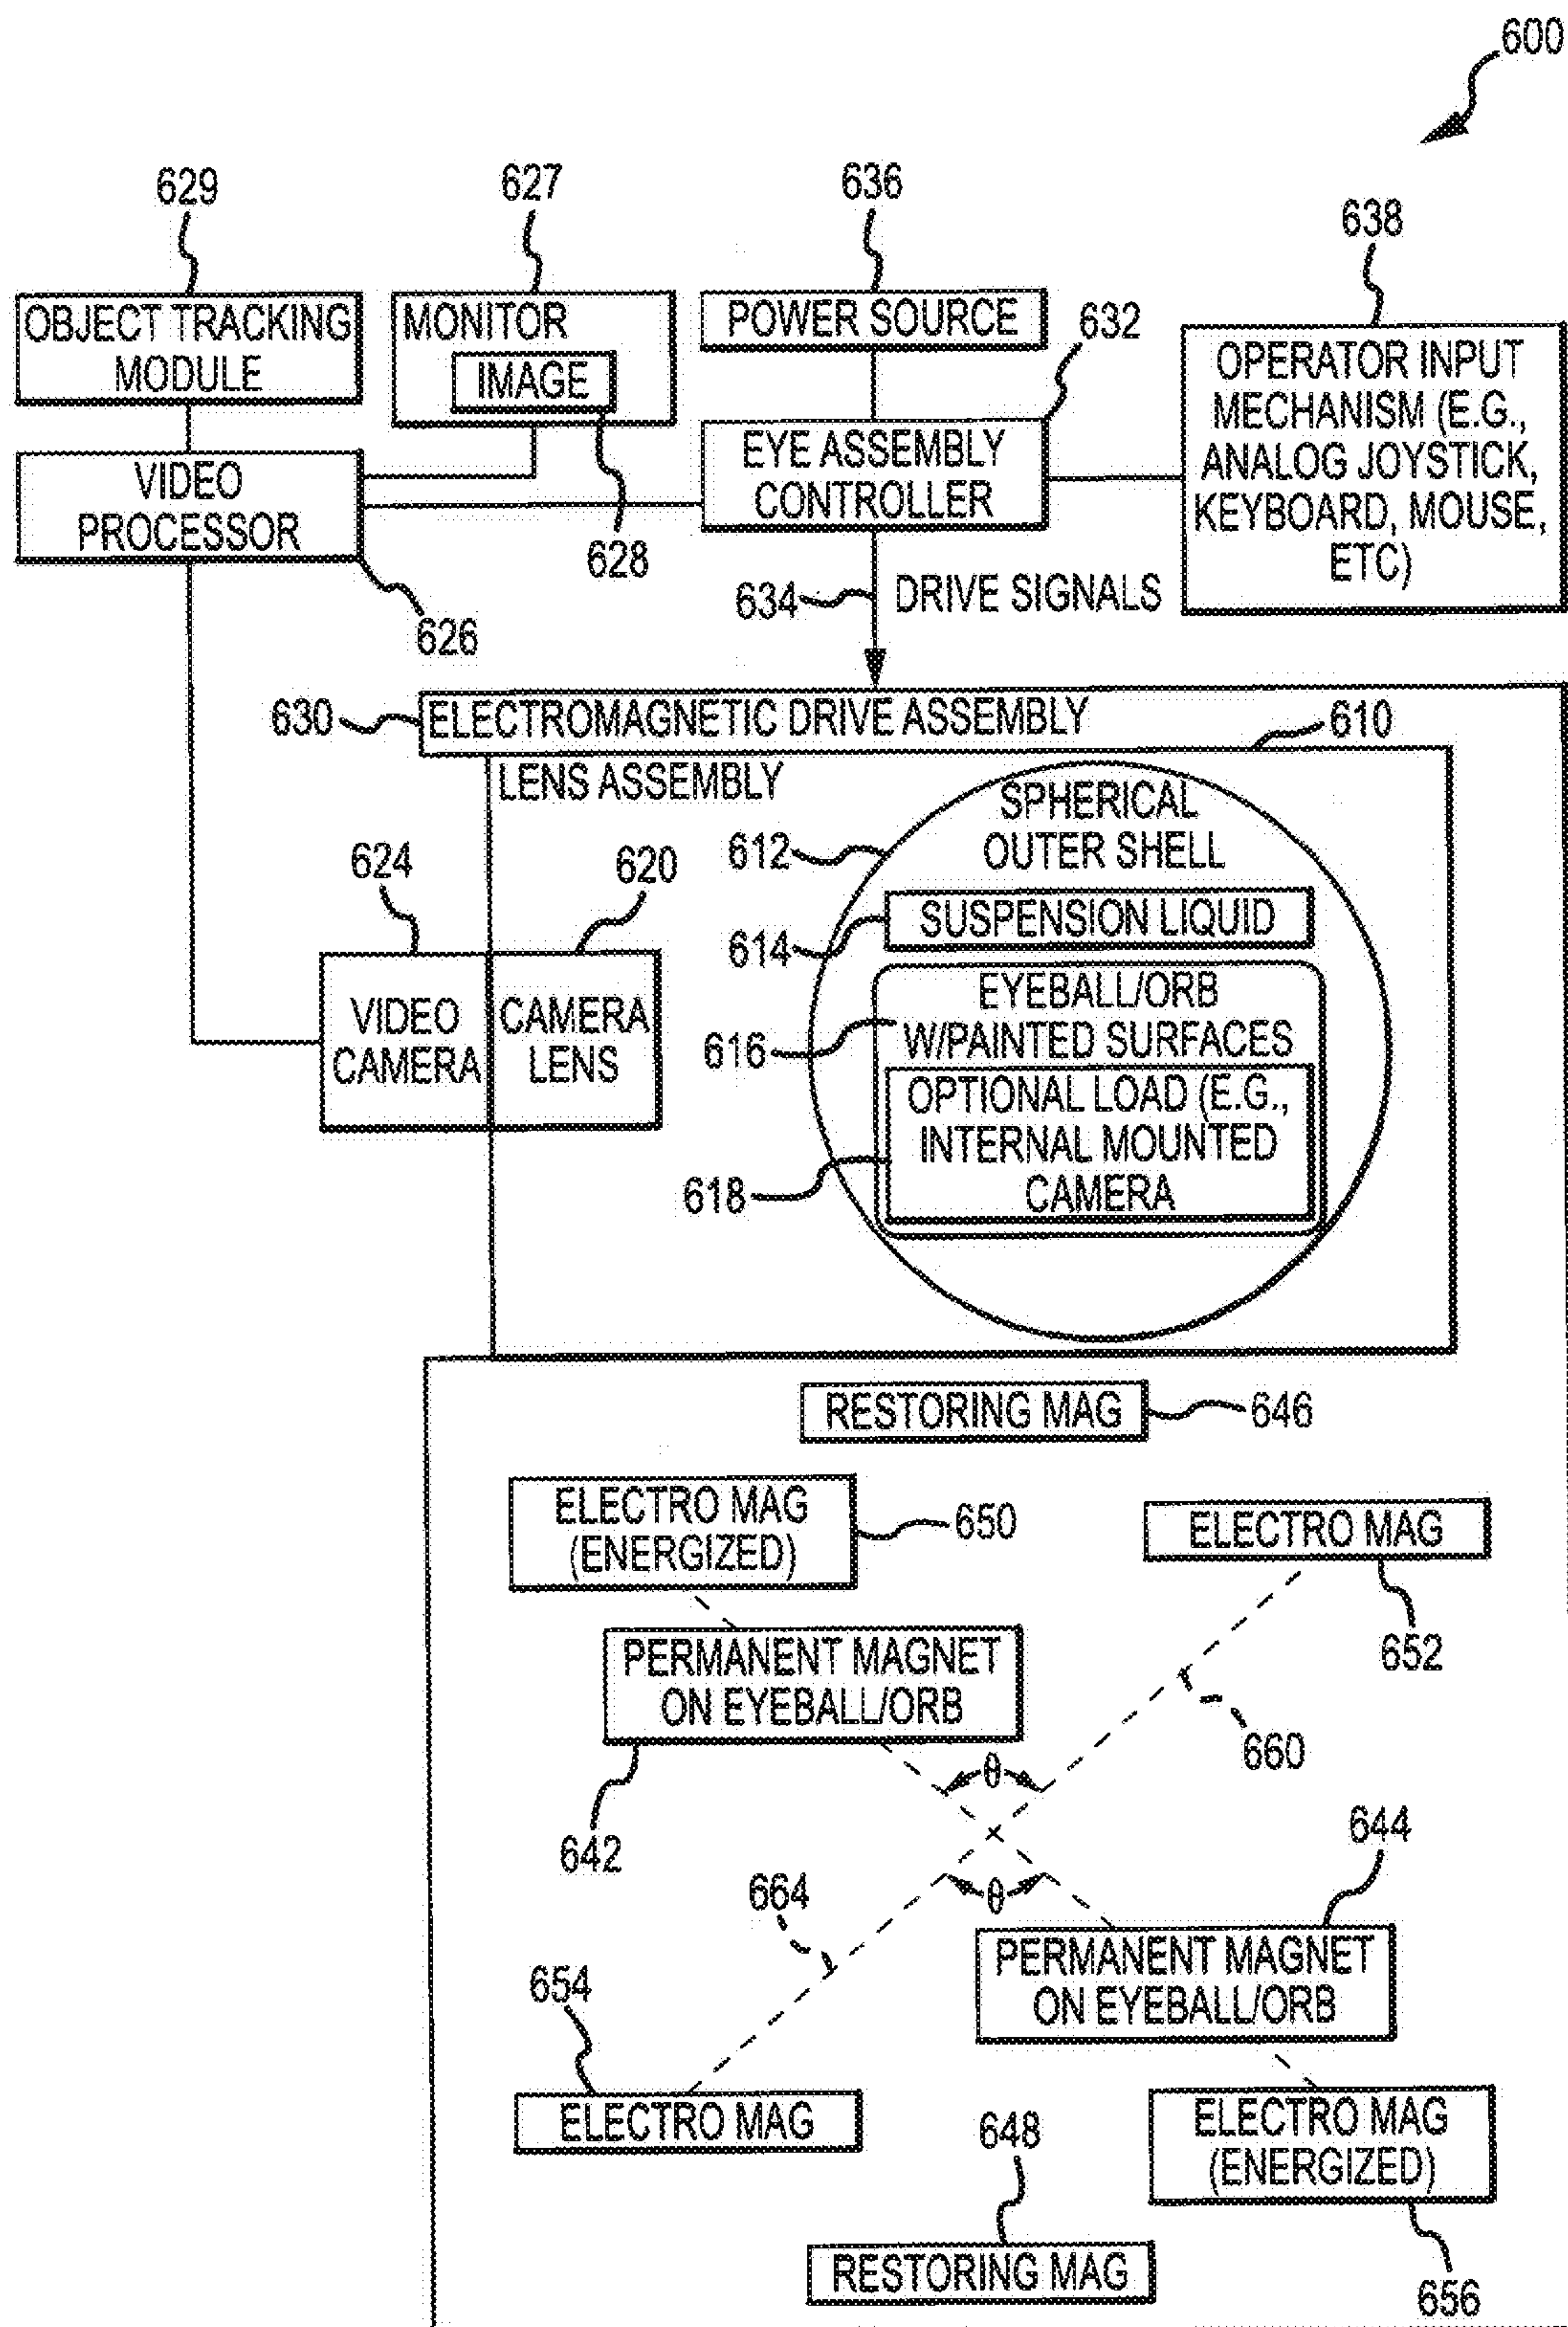 600
629
627
636
638
OBJECT TRACKING
MODULE
MONITOR
IMAGE
POWER SOURCE
632
OPERATOR INPUT
MECHANISM (E.G.,
ANALOG JOYSTICK,
KEYBOARD, MOUSE,
ETC)
VIDEO
PROCESSOR
EYE ASSEMBLY
CONTROLLER
628
626
634
DRIVE SIGNALS
630
ELECTROMAGNETIC DRIVE ASSEMBLY
610
LENS ASSEMBLY
SPHERICAL
OUTER SHELL
612
624
620
SUSPENSION LIQUID
614
VIDEO
CAMERA
CAMERA
LENS
EYEBALL/ORB
W/PAINTED SURFACES
616
OPTIONAL LOAD (E.G.,
INTERNAL MOUNTED
CAMERA
618
RESTORING MAG
646
ELECTRO MAG
(ENERGIZED)
650
ELECTRO MAG
652
PERMANENT MAGNET
ON EYEBALL/ORB
660
642
θ
θ
644
664
PERMANENT MAGNET
ON EYEBALL/ORB
654
ELECTRO MAG
ELECTRO MAG
(ENERGIZED)
648
656
RESTORING MAG